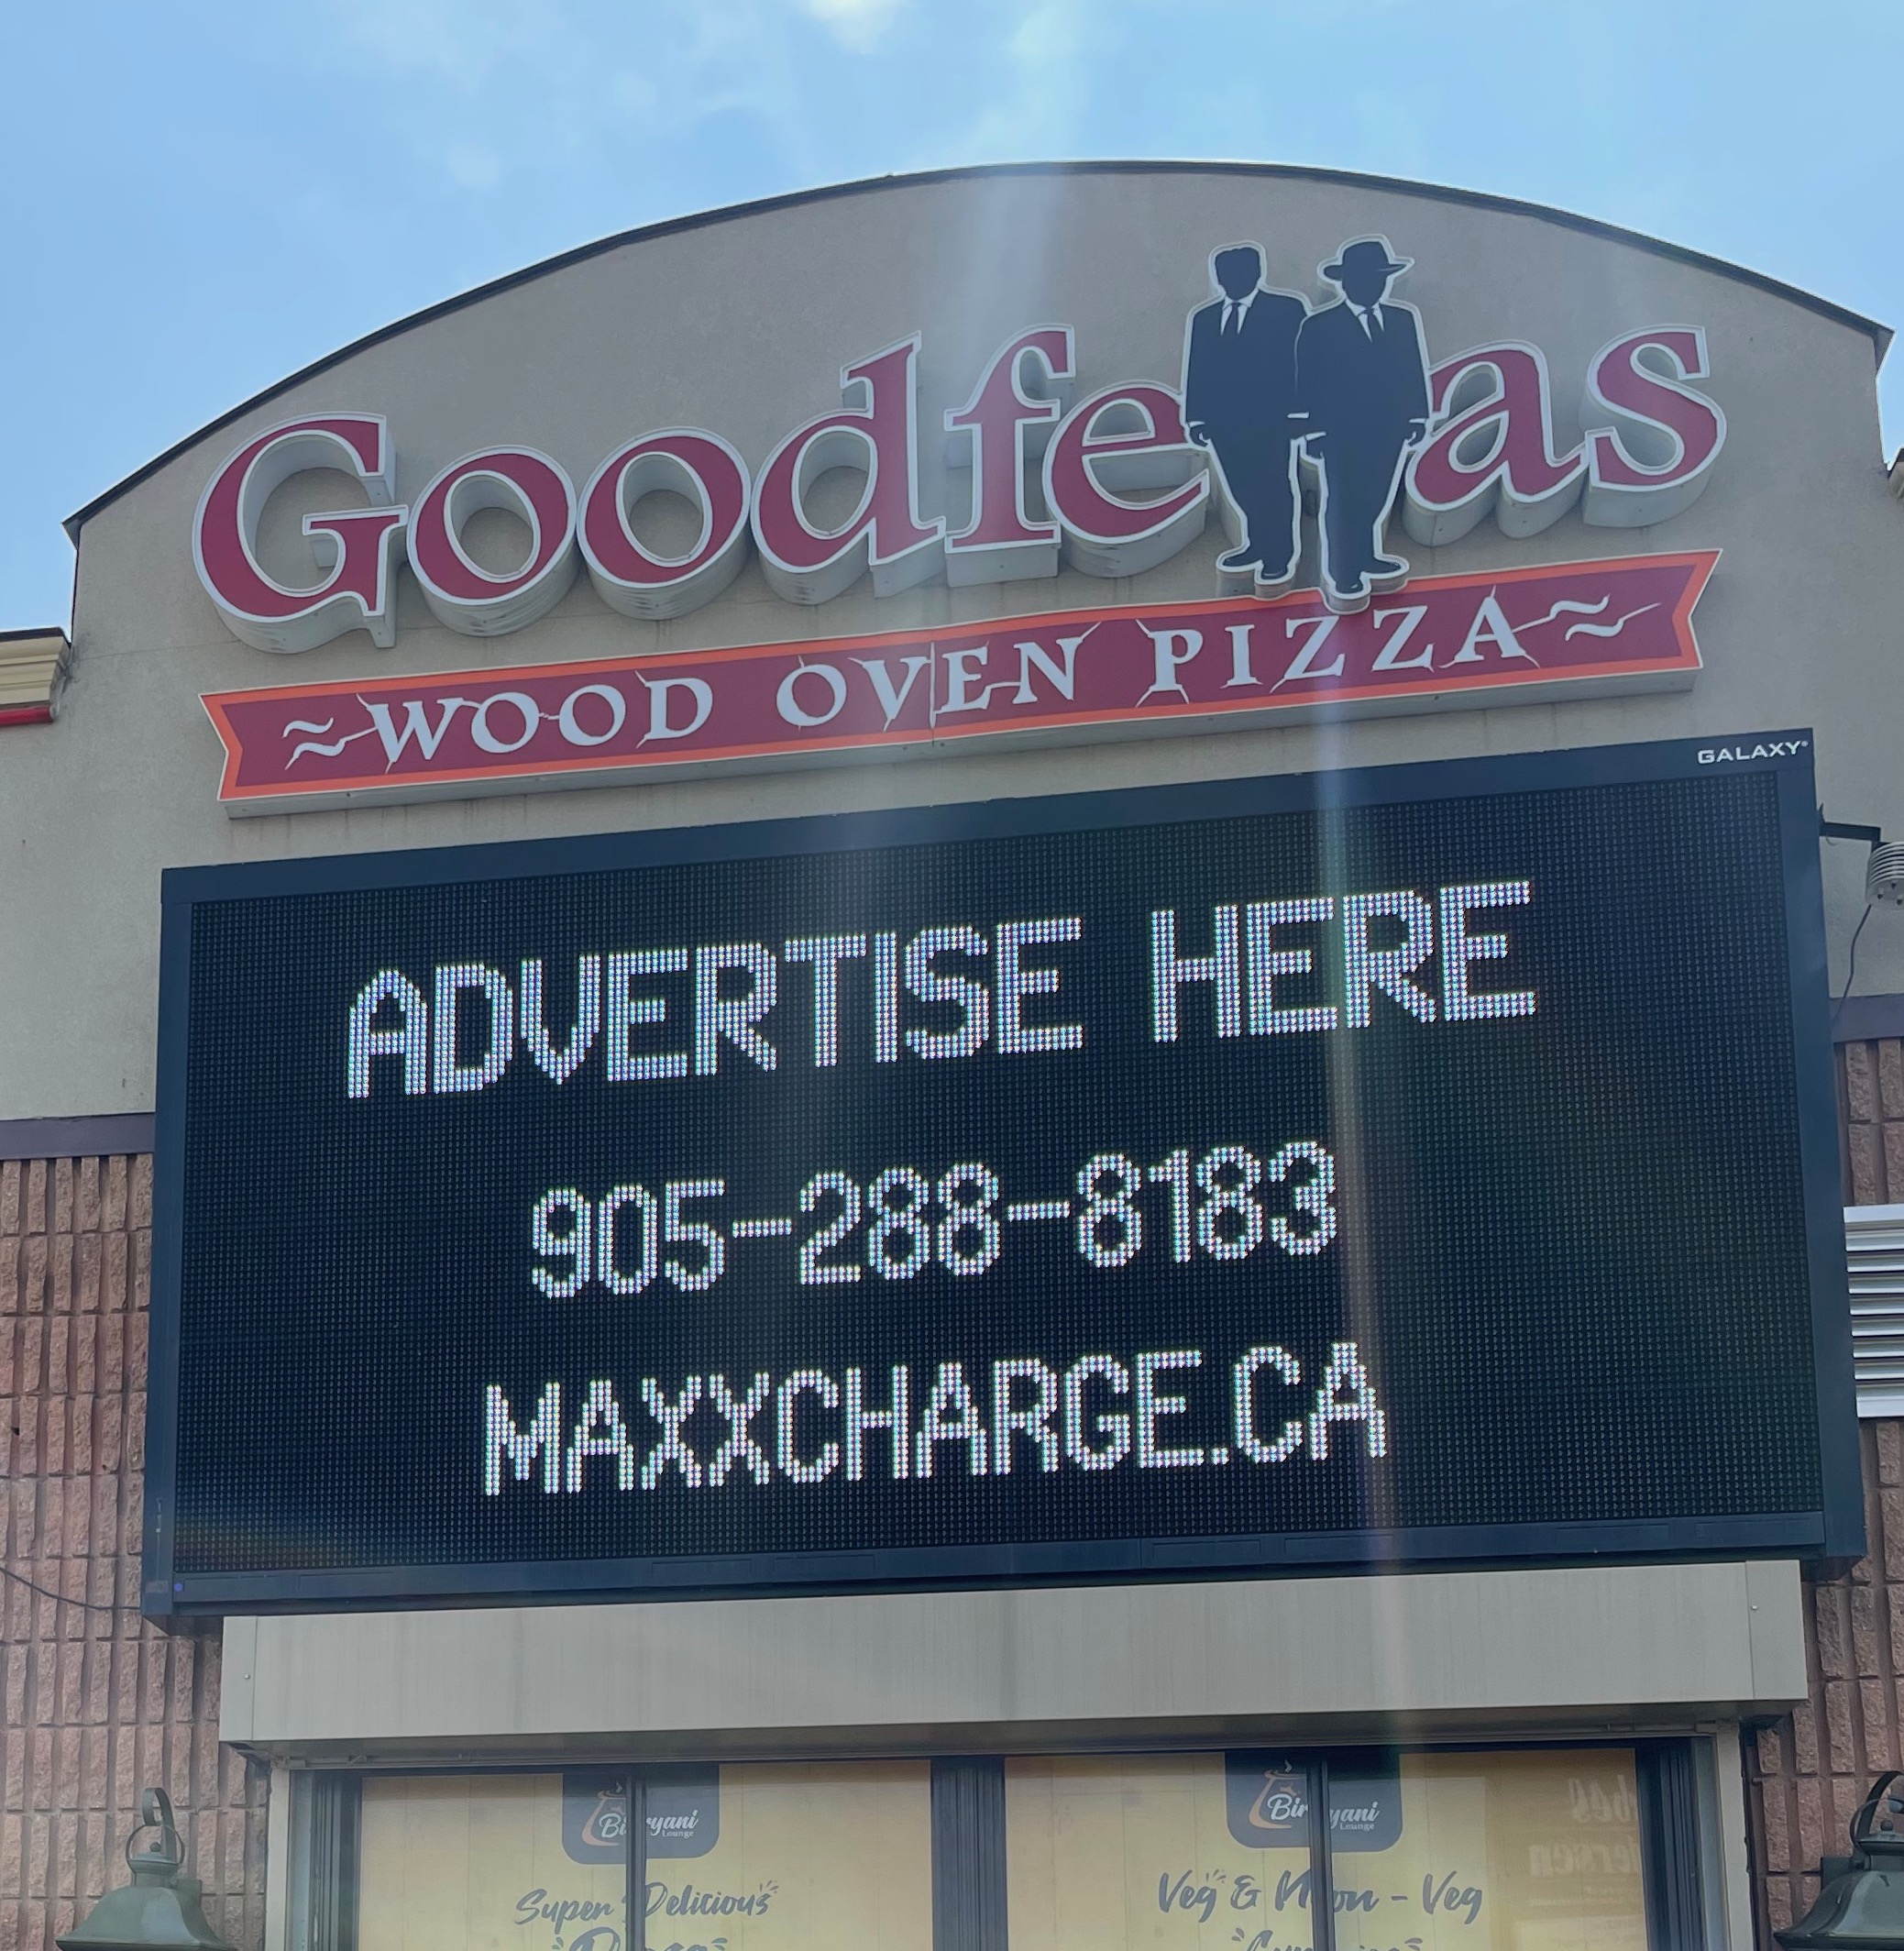 Goodfellas
~WOOD OVEN PIZZA~
GALAXY®
ADVERTISE HERE
905-288-8183
MAXXCHARGE.CA
Biryani
Lounge
Biryani
Lounge
Super Delicious
Veg & Non - Veg